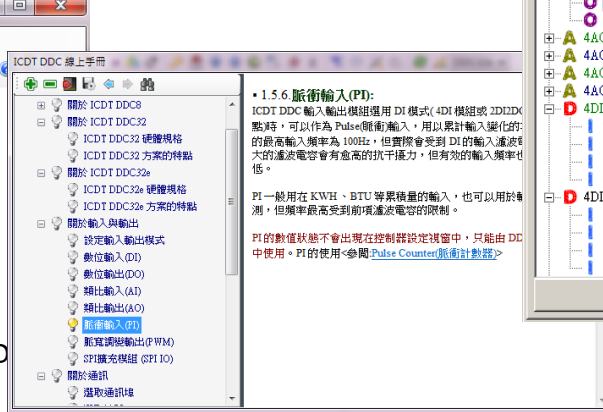 ICDT DDC 線上手冊
關於 ICDT DDC8
關於 ICDT DDC32
ICDT DDC32 硬體規格
ICDT DDC32 方案的特點
關於 ICDT DDC32e
ICDT DDC32e 硬體規格
ICDT DDC32e 方案的特點
關於輸入與輸出
設定輸入輸出模式
數位輸入(DI)
數位輸出(DO)
類比輸入(AI)
類比輸出(AO)
脈衝輸入(PI)
脈寬調變輸出(PWM)
SPI擴充模組 (SPI IO)
關於通訊
選取通訊埠
▪ 1.5.6.脈衝輸入(PI):
ICDT DDC 輸入輸出模組選用 DI 模式( 4DI 模組或 2DI2DO
點)時，可以作為 Pulse(脈衝)輸入，用以累計輸入變化的
的最高輸入頻率為 100Hz，但實際會受到 DI 的輸入濾波
大的濾波電容會有愈高的抗干擾力，但有效的輸入頻率也
低。
PI 一般用在 KWH、BTU 等累積量的輸入，也可以用於
測，但頻率最高受到前項濾波電容的限制。
PI 的數值狀態不會出現在控制器設定視窗中，只能由 DD
中使用。PI 的使用<參閱:Pulse Counter(脈衝計數器)>
A 4AO
A 4AO
A 4AO
A 4AO
D 4DI
D 4DI